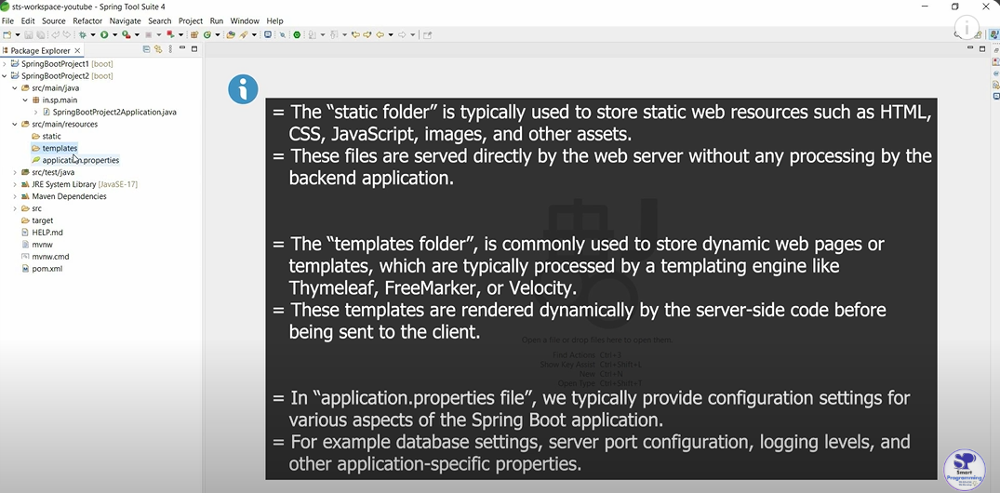 sts-workspace-youtube - Spring Tool Suite 4
File Edit Source Refactor Navigate Search Project Run Window Help
Package Explorer
SpringBootProject1 [boot]
SpringBootProject2 [boot]
src/main/java
in.sp.main
SpringBootProject2Application.java
src/main/resources
static
templates
application.properties
src/test/java
JRE System Library [JavaSE-17]
Maven Dependencies
src
target
HELP.md
mvnw
mvnw.cmd
pom.xml
= The “static folder” is typically used to store static web resources such as HTML,
CSS, JavaScript, images, and other assets.
= These files are served directly by the web server without any processing by the
backend application.
= The “templates folder”, is commonly used to store dynamic web pages or
templates, which are typically processed by a templating engine like
Thymeleaf, FreeMarker, or Velocity.
= These templates are rendered dynamically by the server-side code before
being sent to the client.
Open a file or drop files here to open them.
Find Actions Ctrl+3
Show Key Assist Ctrl+Shift+L
New Ctrl+N
Open Type Ctrl+Shift+T
= In “application.properties file”, we typically provide configuration settings for
various aspects of the Spring Boot application.
= For example database settings, server port configuration, logging levels, and
other application-specific properties.
SP
Smart
Programming